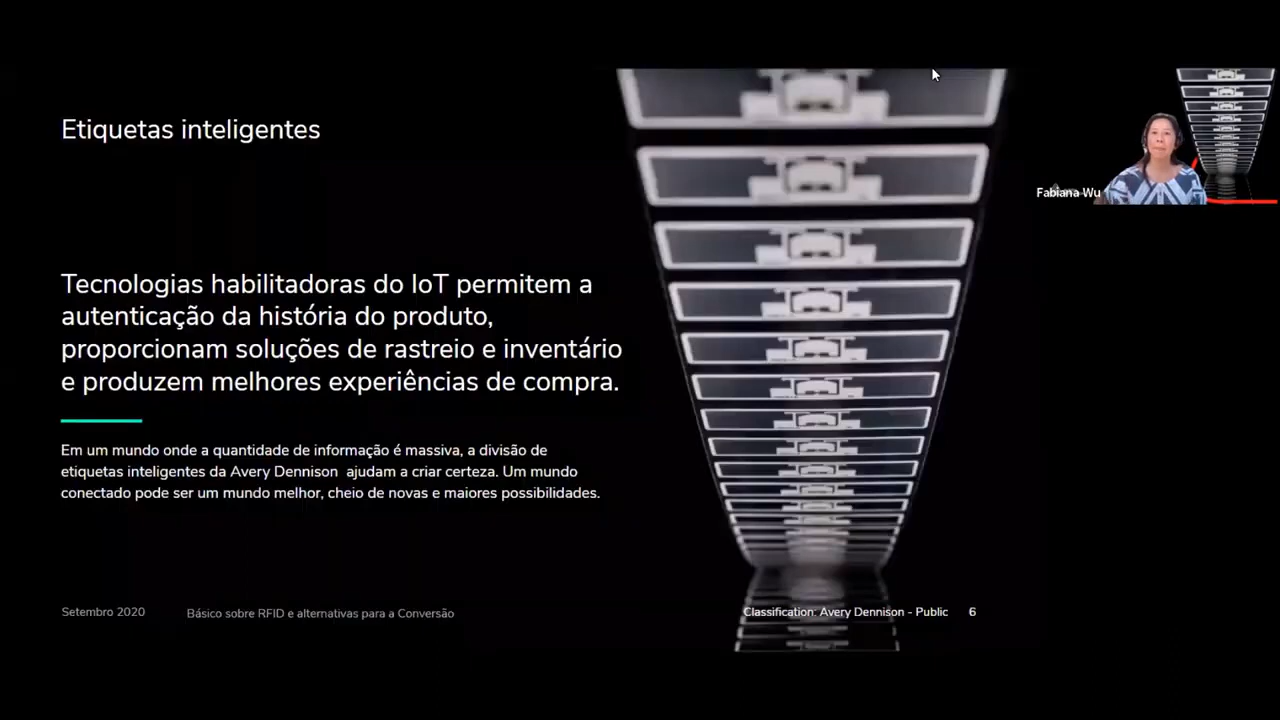 Etiquetas inteligentes
Fabiana Wu
Tecnologias habilitadoras do IoT permitem a
autenticação da história do produto,
proporcionam soluções de rastreio e inventário
e produzem melhores experiências de compra.
Em um mundo onde a quantidade de informação é massiva, a divisão de
etiquetas inteligentes da Avery Dennison ajudam a criar certeza. Um mundo
conectado pode ser um mundo melhor, cheio de novas e maiores possibilidades.
Setembro 2020
Básico sobre RFID e alternativas para a Conversão
Classification: Avery Dennison - Public
6